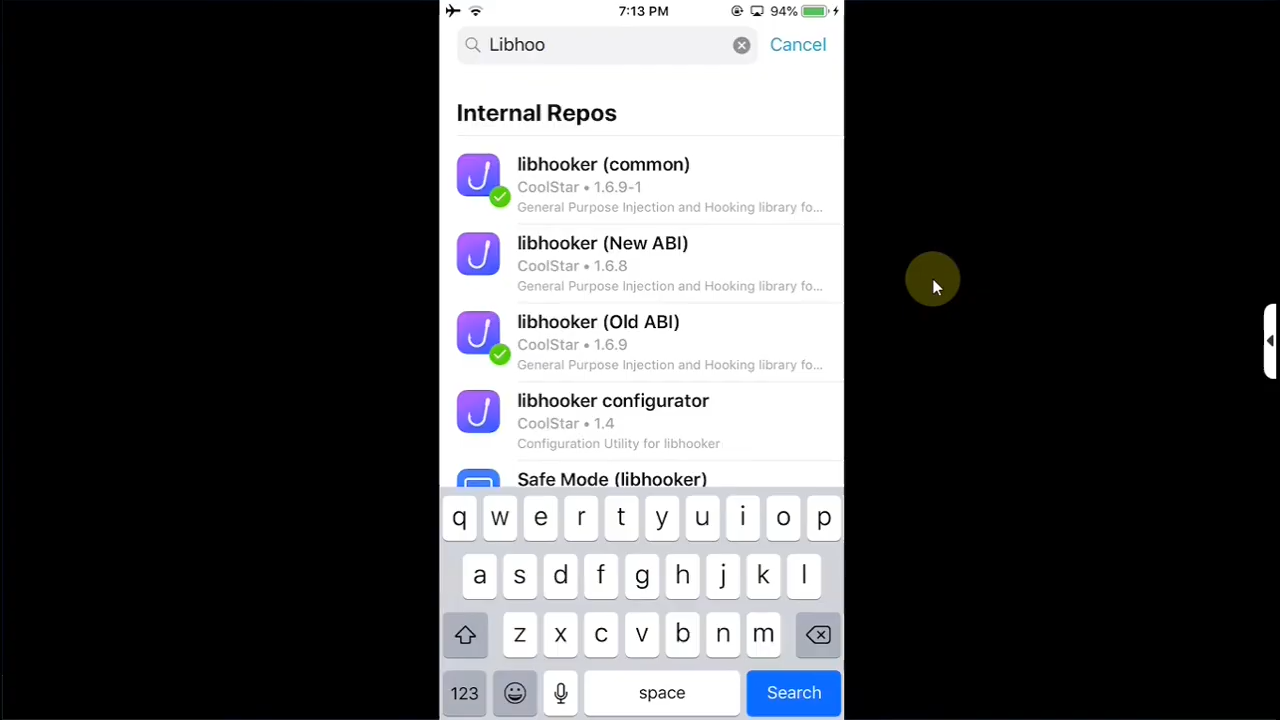 7:13 PM
94%
Libhoo
Cancel
Internal Repos
libhooker (common)
CoolStar • 1.6.9-1
General Purpose Injection and Hooking library fo...
libhooker (New ABI)
CoolStar • 1.6.8
General Purpose Injection and Hooking library fo...
libhooker (Old ABI)
CoolStar • 1.6.9
General Purpose Injection and Hooking library fo...
libhooker configurator
CoolStar • 1.4
Configuration Utility for libhooker
Safe Mode (libhooker)
q w e r t y u i o p
a s d f g h j k l
z x c v b n m
123 space Search